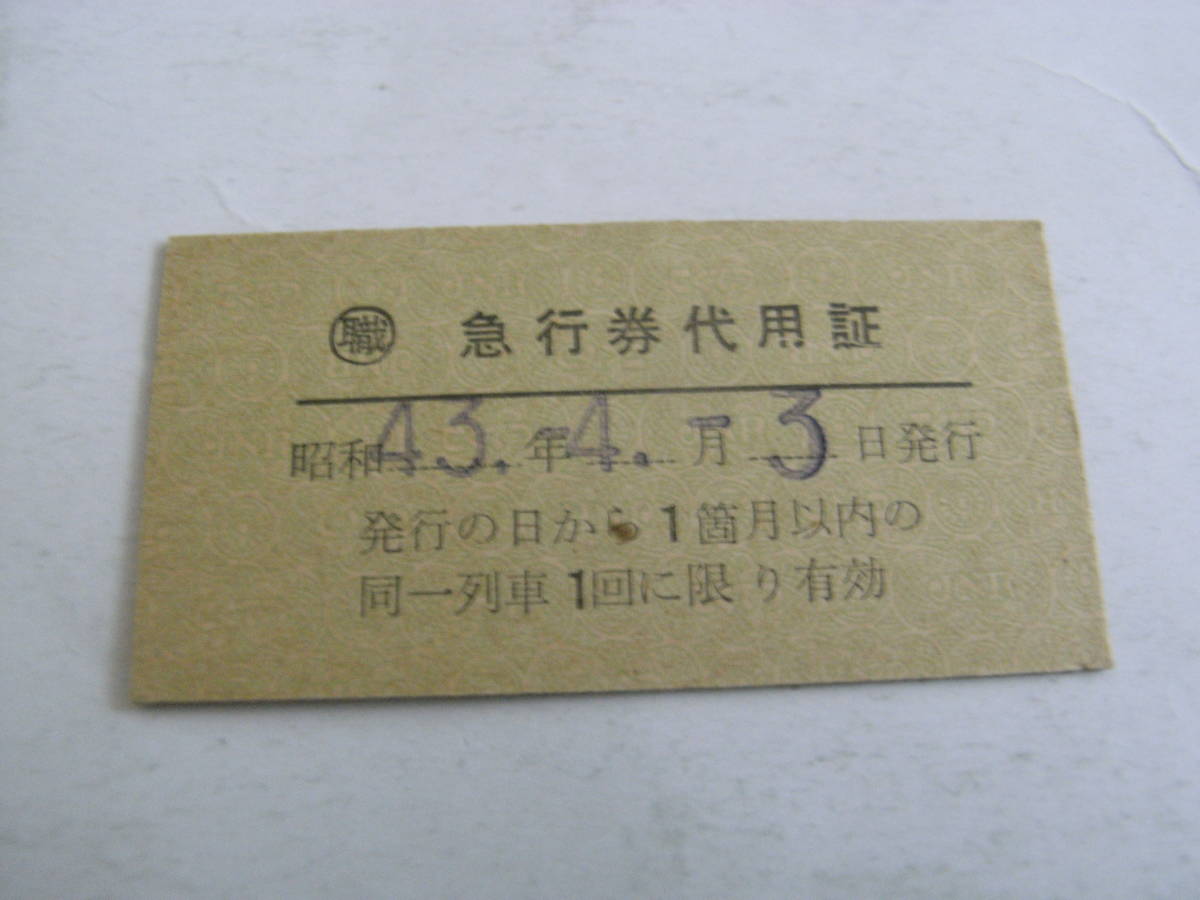 ㊑ 急行券代用証
昭和43.年-4.月-3日発行
発行の日から1箇月以内の
同一列車1回に限り有効